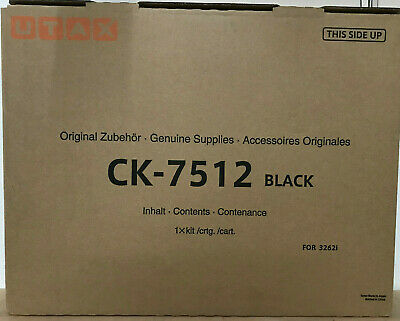 UTAX
THIS SIDE UP
Original Zubehör · Genuine Supplies · Accessoires Originales
CK-7512 BLACK
Inhalt · Contents · Contenance
1×kit /crtg. /cart.
FOR 3262i